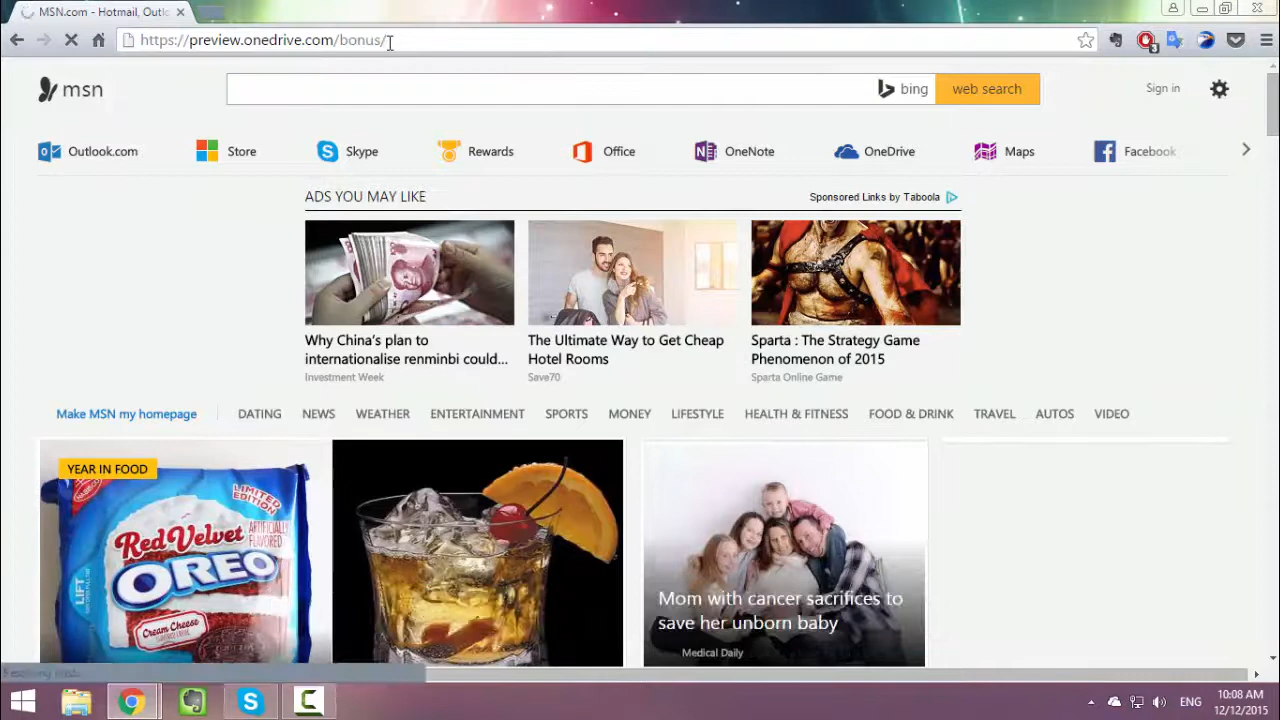 MSN.com - Hotmail, Outlo
https://preview.onedrive.com/bonus/
3
msn
bing
web search
Sign in
Outlook.com
Store
Skype
Rewards
Office
OneNote
OneDrive
Maps
Facebook
ADS YOU MAY LIKE
Sponsored Links by Taboola
Why China's plan to
internationalise renminbi could...
Investment Week
The Ultimate Way to Get Cheap
Hotel Rooms
Save70
Sparta : The Strategy Game
Phenomenon of 2015
Sparta Online Game
Make MSN my homepage
DATING
NEWS
WEATHER
ENTERTAINMENT
SPORTS
MONEY
LIFESTYLE
HEALTH & FITNESS
FOOD & DRINK
TRAVEL
AUTOS
VIDEO
YEAR IN FOOD
NABISCO
LIMITED
EDITION
ARTIFICIALLY
FLAVORED
Red Velvet
OREO
LIFT
Cream Cheese
Mom with cancer sacrifices to
save her unborn baby
Medical Daily
ENG
10:08 AM
12/12/2015